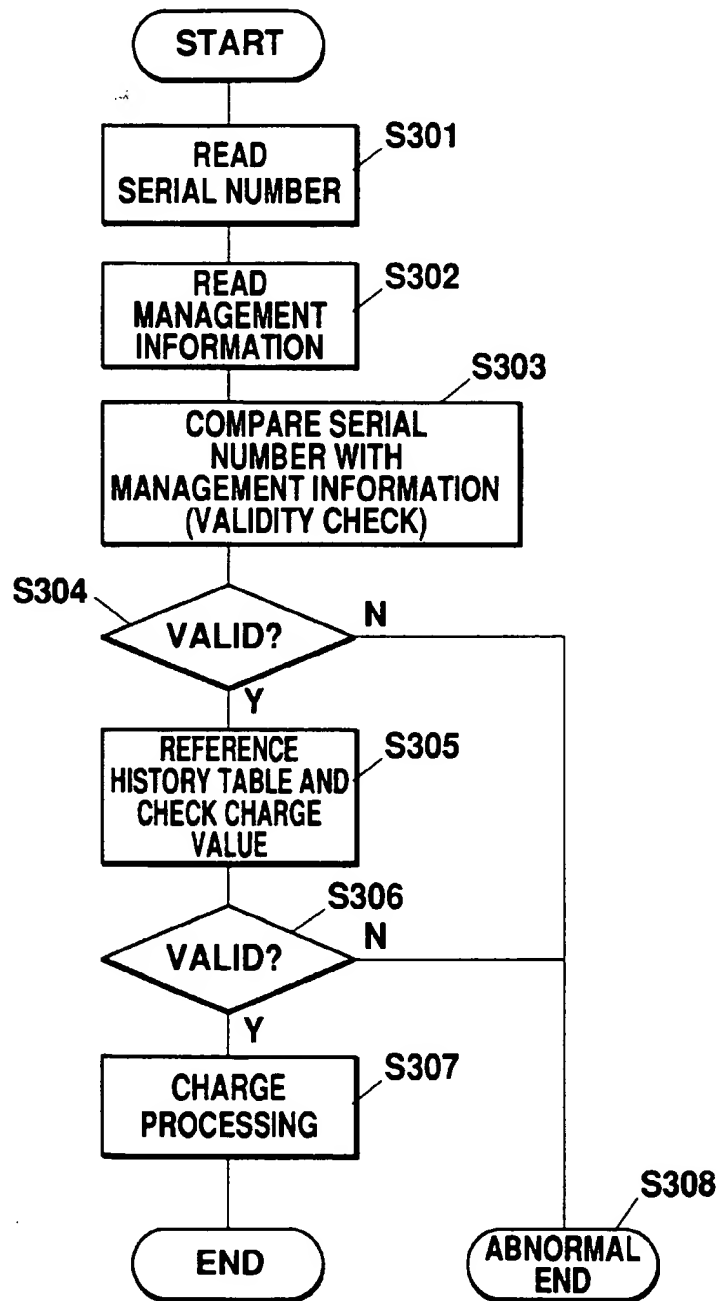 START
S301
READ
SERIAL NUMBER
S302
READ
MANAGEMENT
INFORMATION
S303
COMPARE SERIAL
NUMBER WITH
MANAGEMENT INFORMATION
(VALIDITY CHECK)
S304
VALID?
N
Y
S305
REFERENCE
HISTORY TABLE AND
CHECK CHARGE
VALUE
S306
VALID?
N
Y
S307
CHARGE
PROCESSING
S308
END
ABNORMAL
END